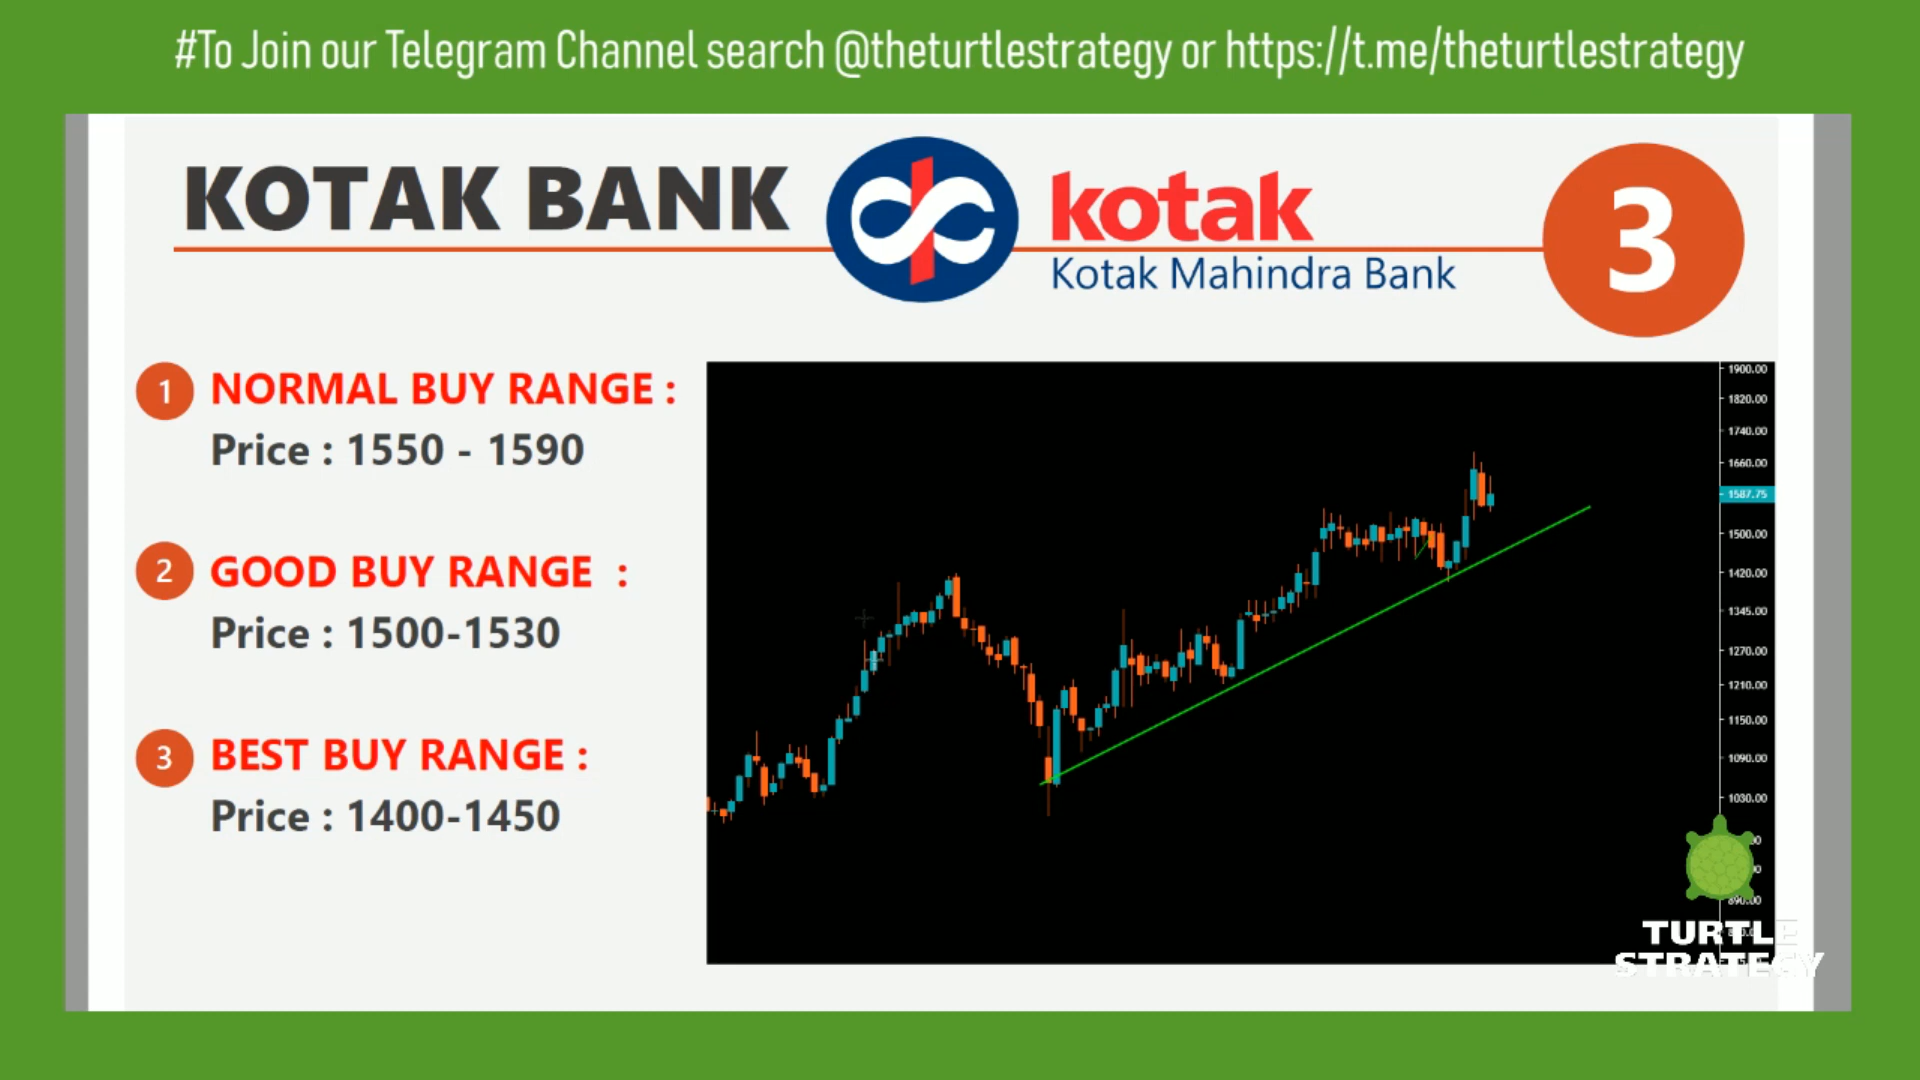 #To Join our Telegram Channel search @theturtlestrategy or https://t.me/theturtlestrategy
KOTAK BANK
kotak
Kotak Mahindra Bank
3
1 NORMAL BUY RANGE :
Price : 1550 - 1590
2 GOOD BUY RANGE :
Price : 1500-1530
3 BEST BUY RANGE :
Price : 1400-1450
1900.00
1820.00
1740.00
1660.00
1587.75
1500.00
1420.00
1345.00
1270.00
1210.00
1150.00
1090.00
1030.00
890.00
TURTLE
STRATEGY